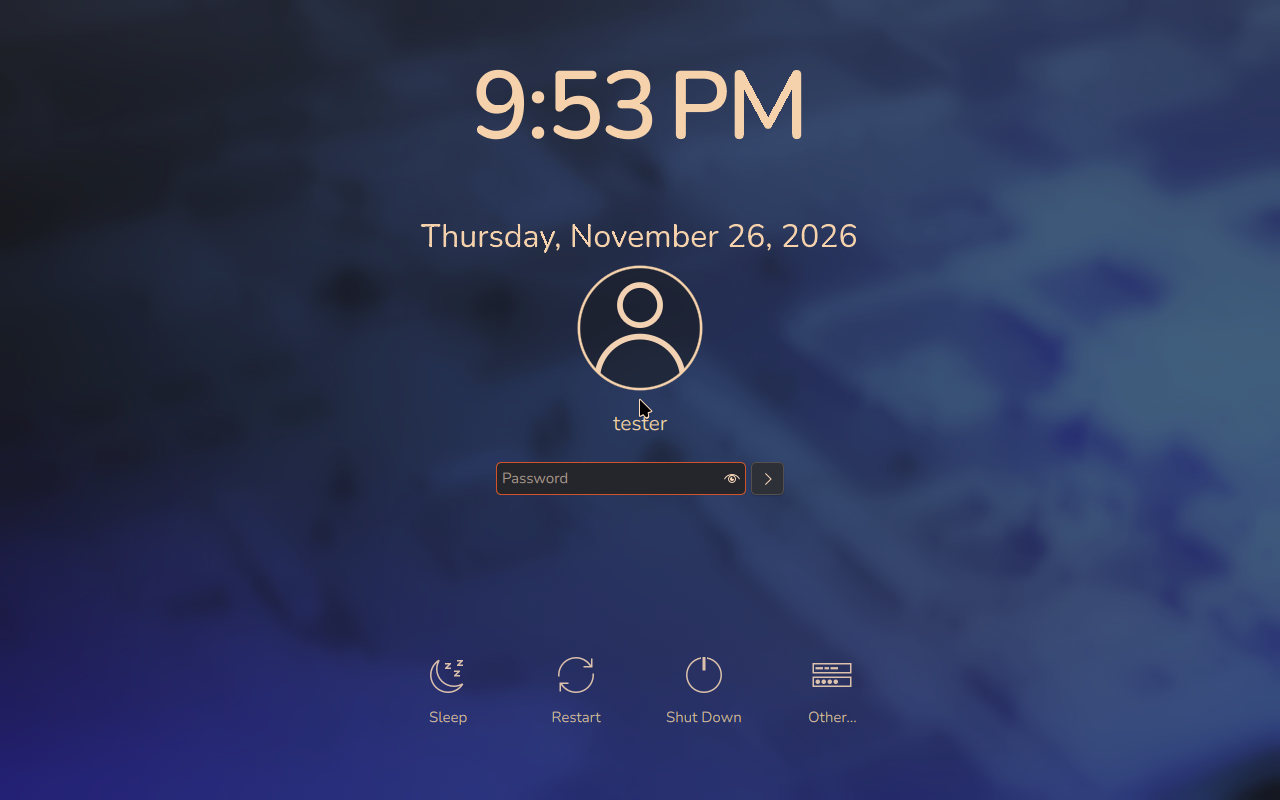 9:53 PM
Thursday, November 26, 2026
tester
Password
Sleep
Restart
Shut Down
Other...